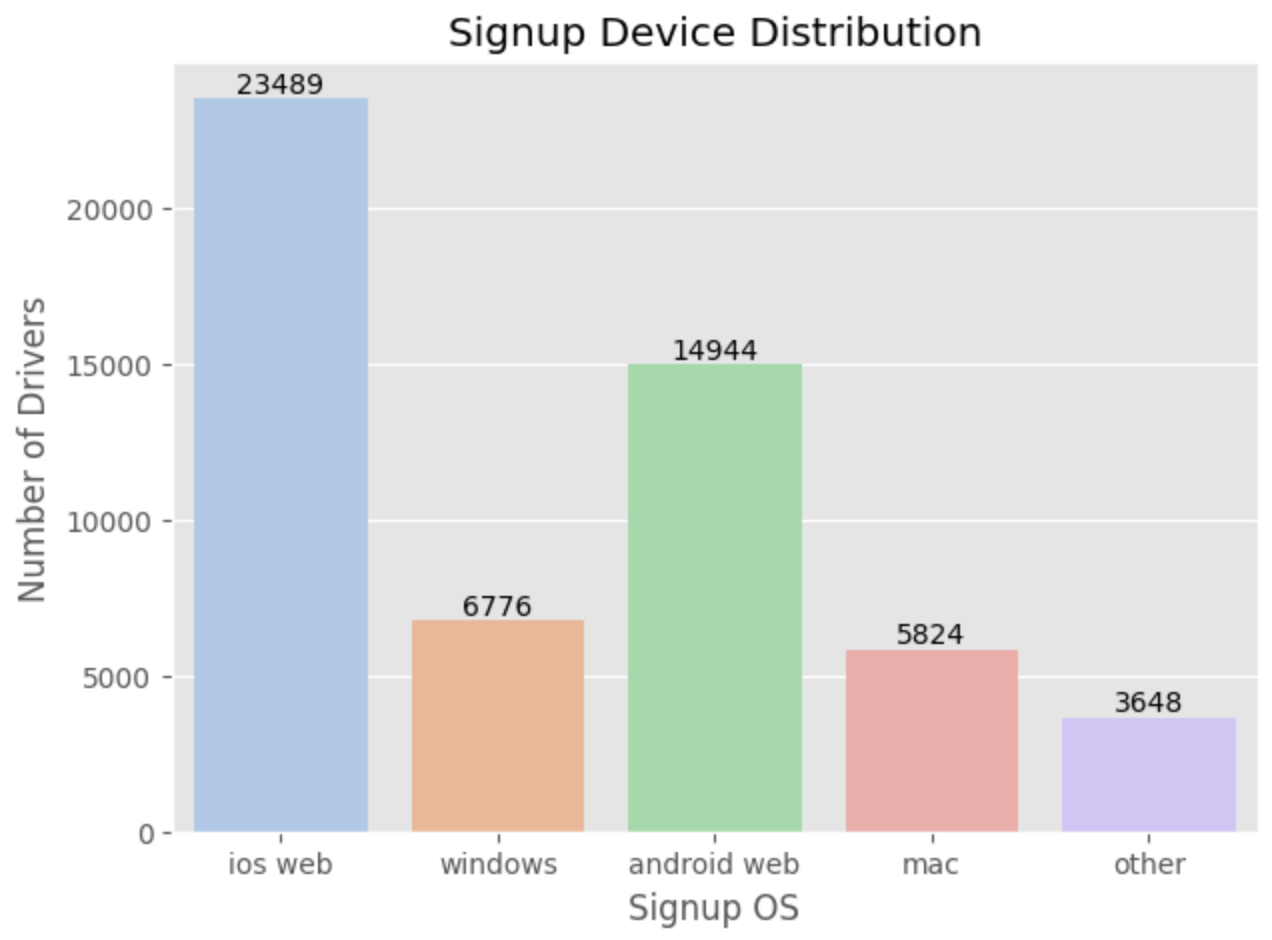 Signup Device Distribution
23489
20000
15000
10000
5000
0
Number of Drivers
6776
14944
5824
3648
ios web
windows
android web
mac
other
Signup OS